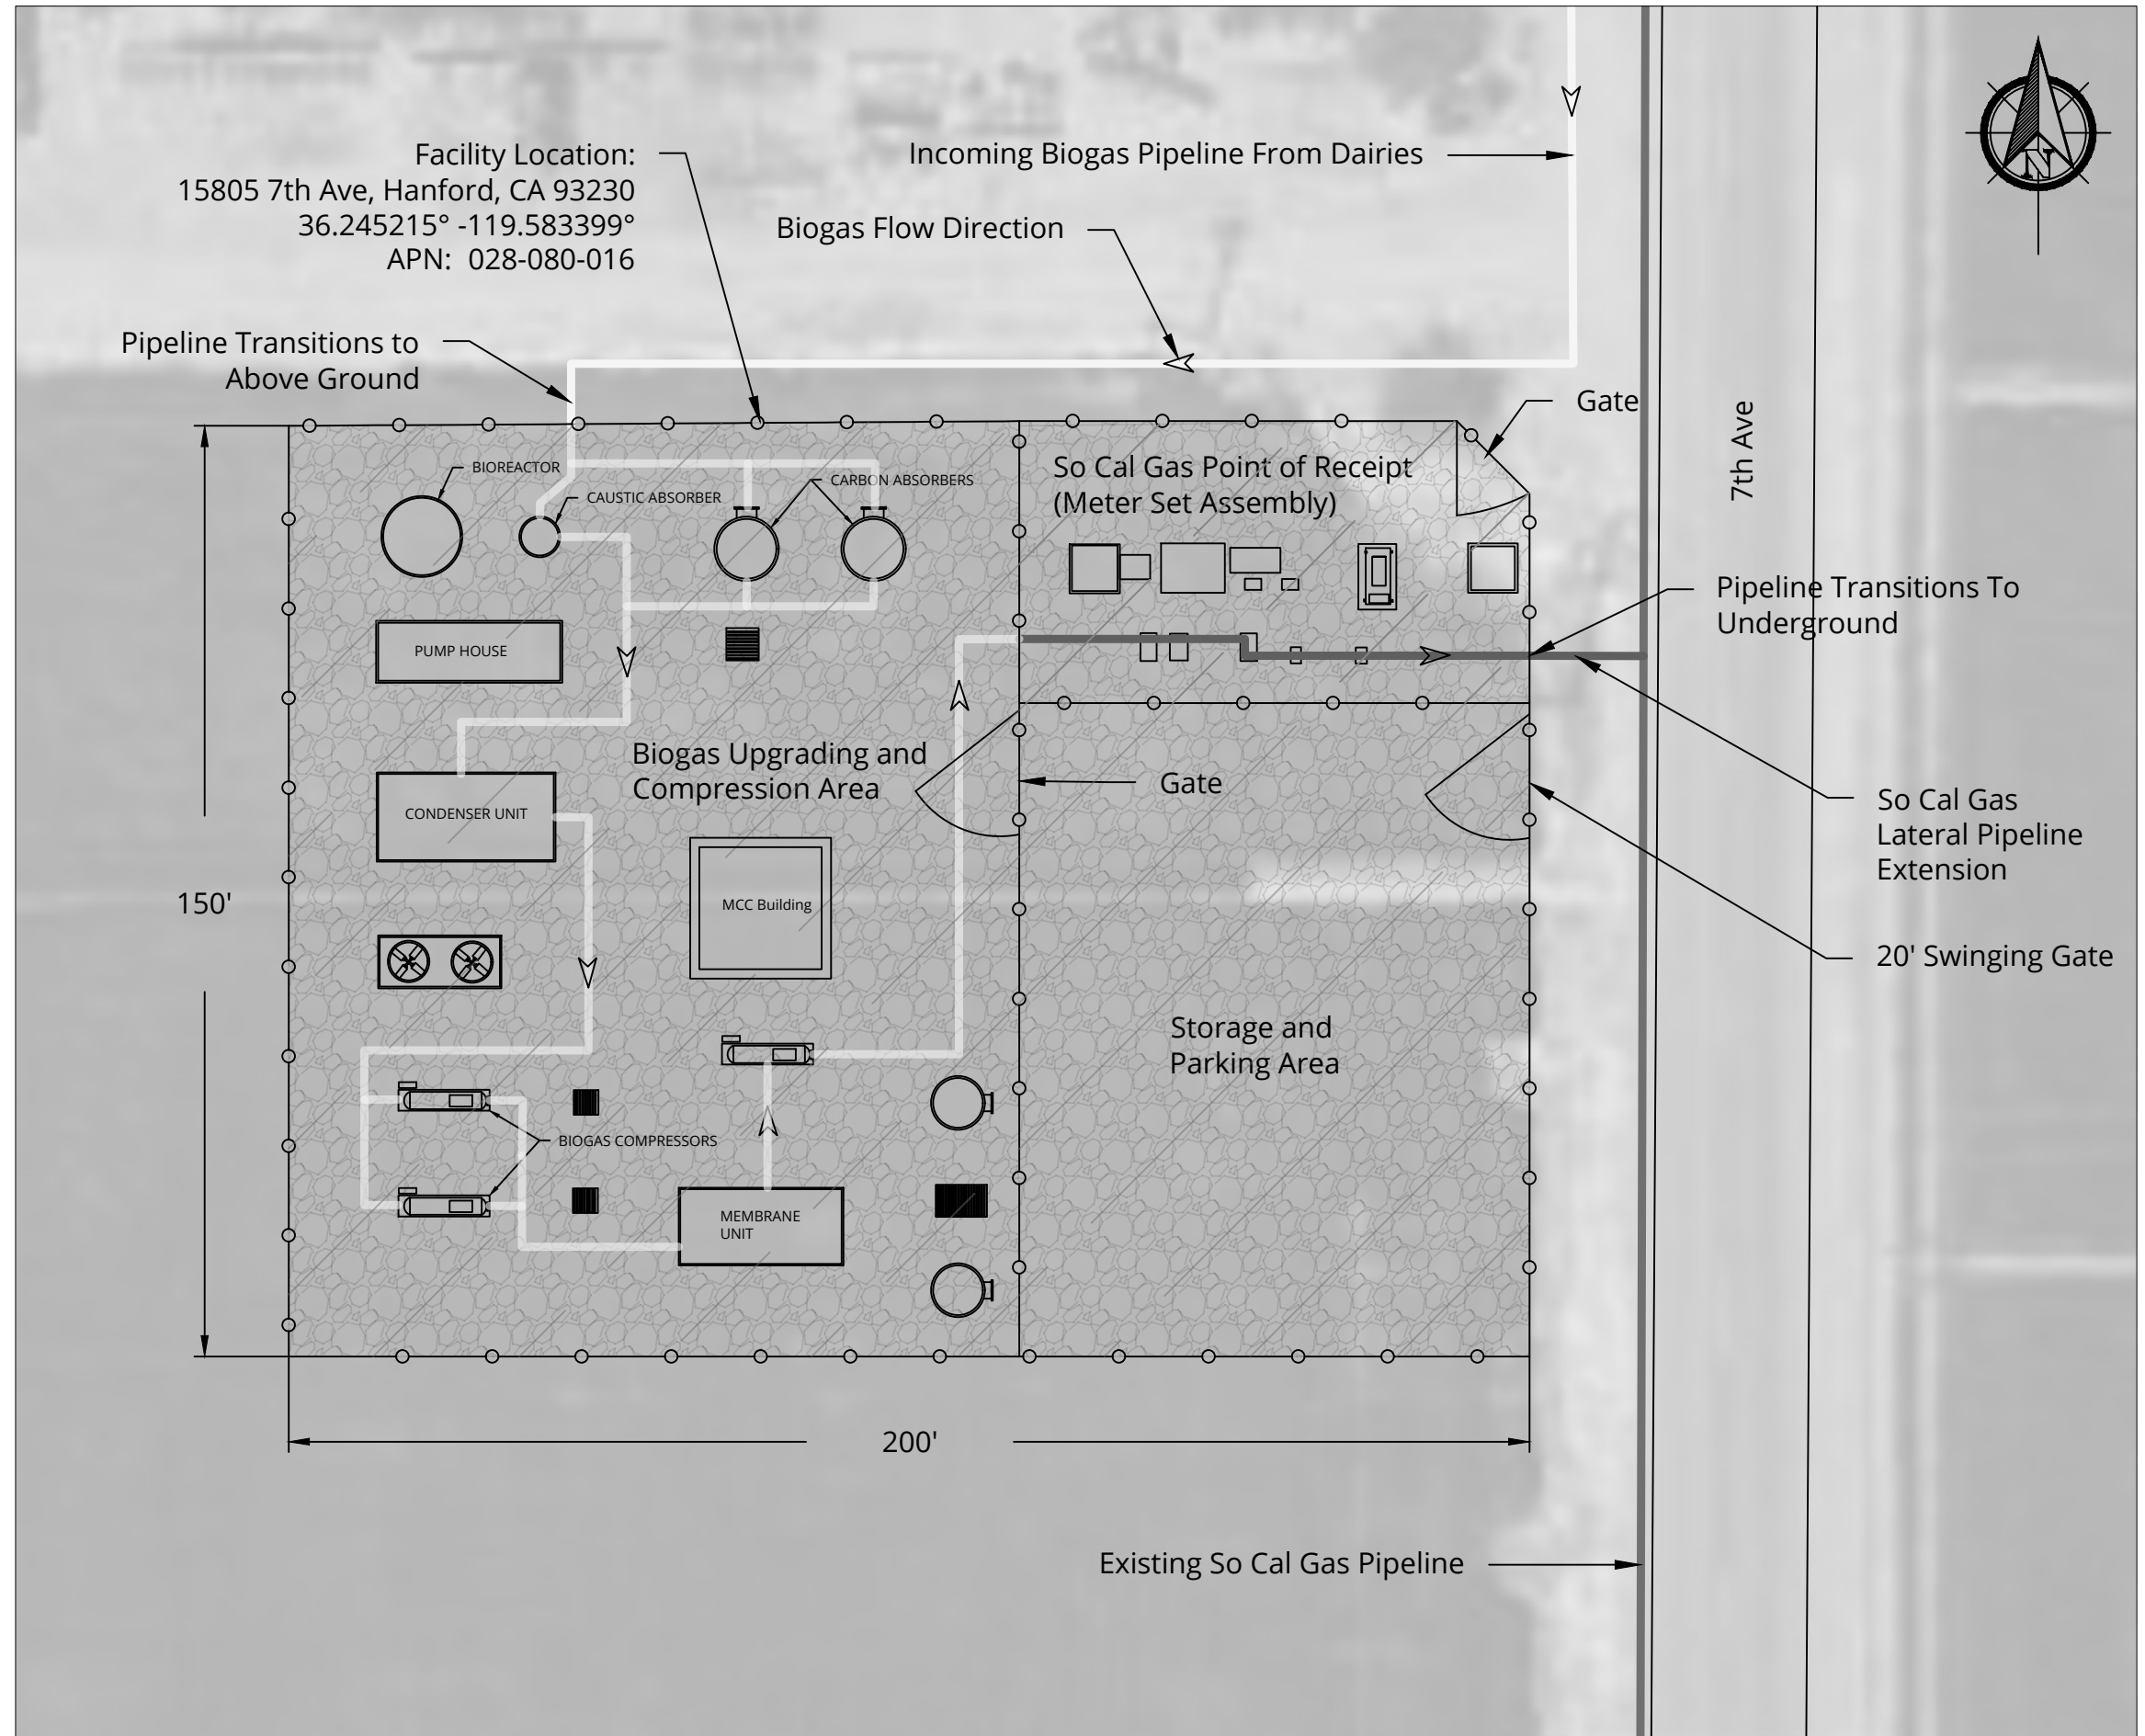 Facility Location:
15805 7th Ave, Hanford, CA 93230
36.245215° -119.583399°
APN:  028-080-016
Incoming Biogas Pipeline From Dairies
Biogas Flow Direction
N
Pipeline Transitions to
Above Ground
Gate
7th Ave
BIOREACTOR
CAUSTIC ABSORBER
CARBON ABSORBERS
So Cal Gas Point of Receipt
(Meter Set Assembly)
Pipeline Transitions To
Underground
PUMP HOUSE
Biogas Upgrading and
Compression Area
Gate
So Cal Gas
Lateral Pipeline
Extension
CONDENSER UNIT
150'
MCC Building
20' Swinging Gate
Storage and
Parking Area
BIOGAS COMPRESSORS
MEMBRANE
UNIT
200'
Existing So Cal Gas Pipeline